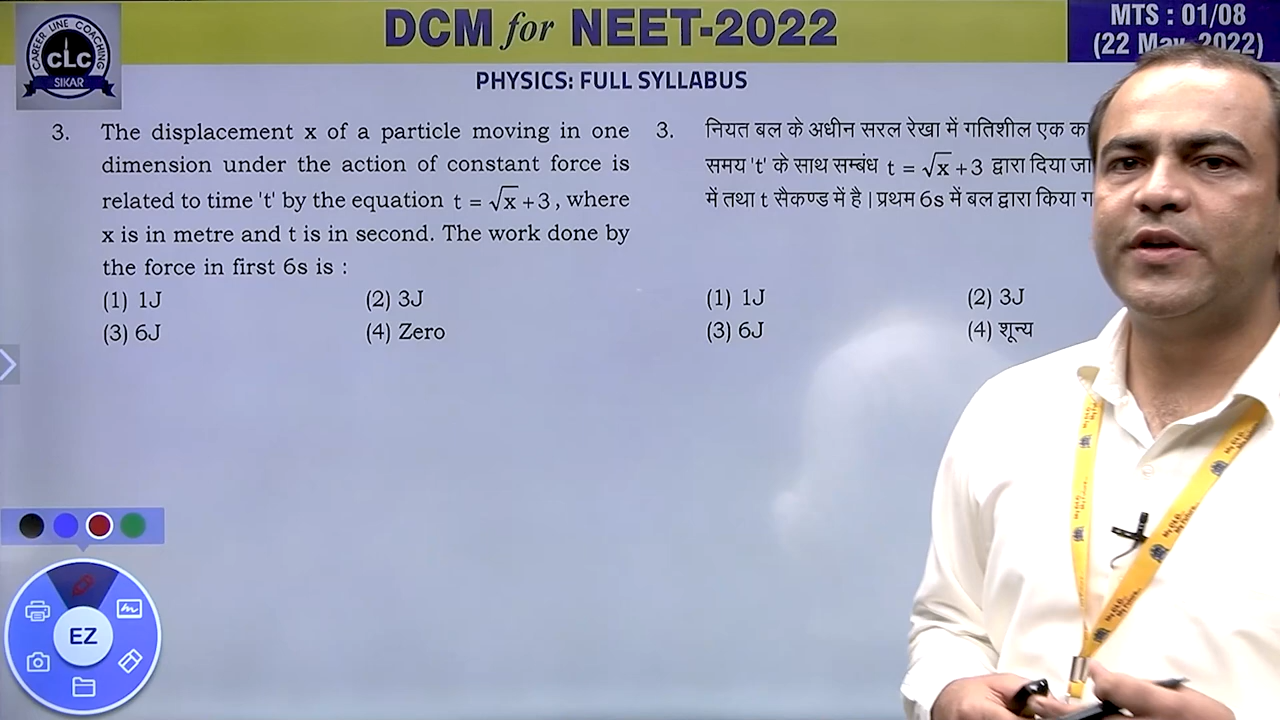 DCM for NEET-2022
MTS : 01/08
(22 May, 2022)
CAREER LINE COACHING
CLC
SIKAR
PHYSICS: FULL SYLLABUS
3. The displacement x of a particle moving in one
dimension under the action of constant force is
related to time 't' by the equation t = √x + 3, where
x is in metre and t is in second. The work done by
the force in first 6s is :
(1) 1J (2) 3J
(3) 6J (4) Zero
3. नियत बल के अधीन सरल रेखा में गतिशील एक
समय 't' के साथ सम्बंध t = √x + 3 द्वारा दिया
में तथा t सैकण्ड में है। प्रथम 6s में बल द्वारा किया
(1) 1J (2) 3J
(3) 6J (4) शून्य
EZ